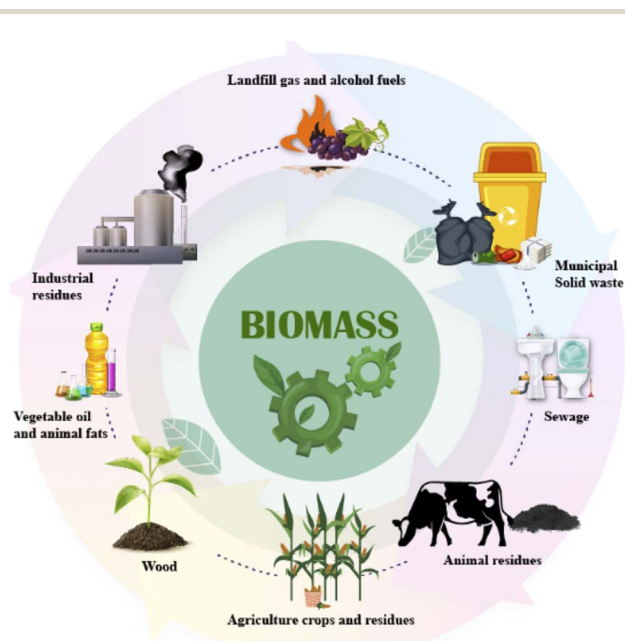 Landfill gas and alcohol fuels
Municipal
Solid waste
Sewage
Animal residues
Agriculture crops and residues
Wood
Vegetable oil
and animal fats
Industrial
residues
BIOMASS